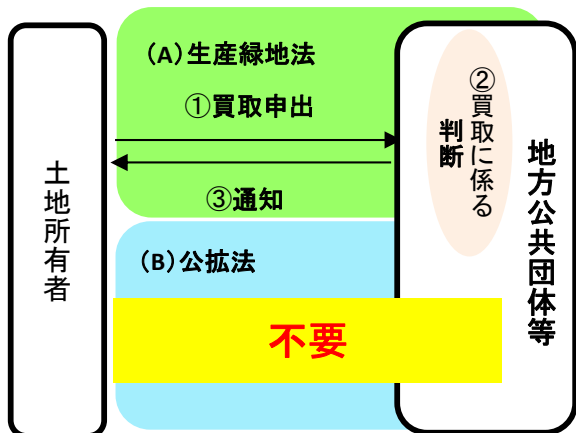 (A)生産緑地法
①買取申出
②買取に係る
判断
③通知
土地所有者
地方公共団体等
(B)公拡法
不要